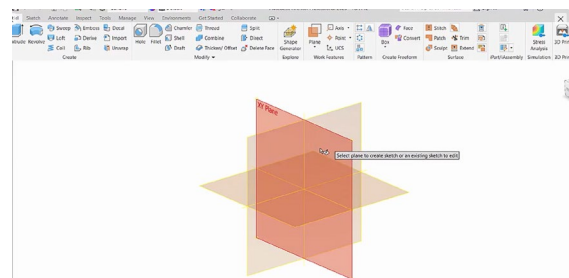 Sketch Annotate Inspect Tools Manage View Environments Get Started Collaborate
Sweep Emboss Decal
Extrude Revolve Loft Derive Import
Coil Rib Unwrap
Create
Hole Fillet
Chamfer Thread Split
Shell Combine Direct
Draft Thicken/ Offset Delete Face
Modify
Shape Generator
Explore
Plane
Axis
Point
UCS
Work Features
Pattern
Box
Face
Convert
Create Freeform
Stitch
Patch Trim
Sculpt Extend
Surface
Stress Analysis
Simulation
XY Plane
Select plane to create sketch or an existing sketch to edit